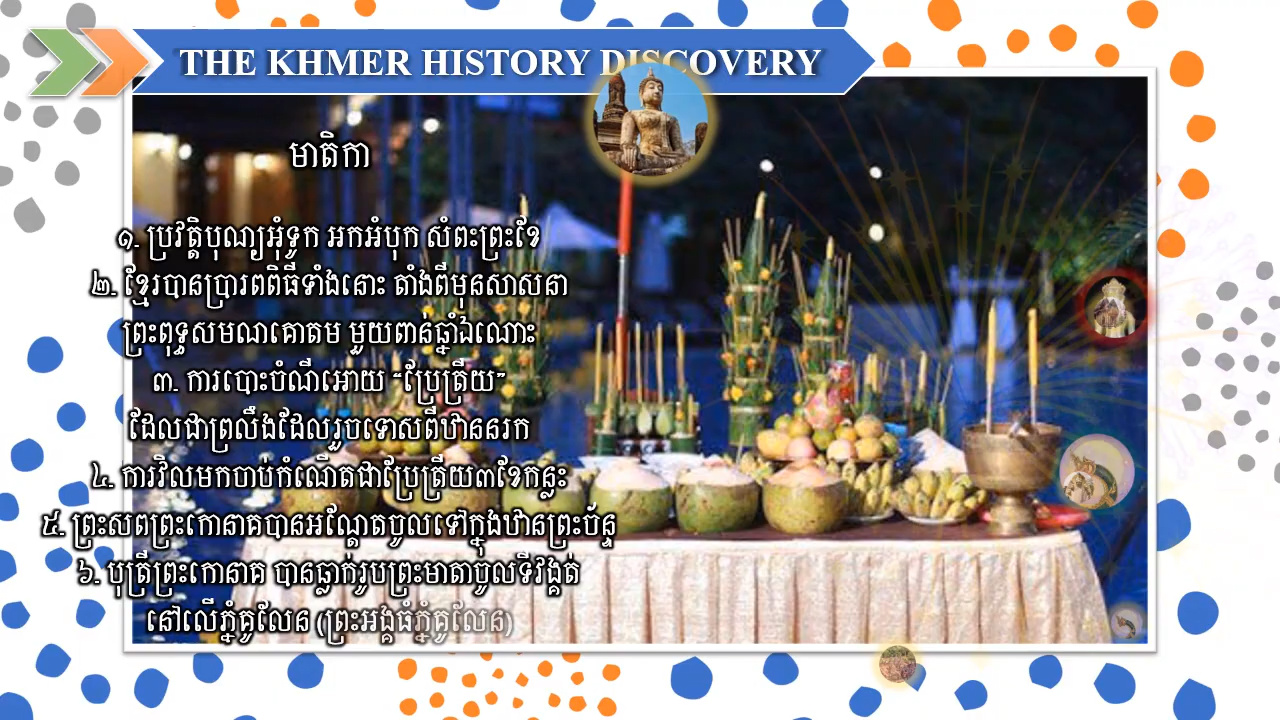 THE KHMER HISTORY DISCOVERY
មាតិកា
១. ប្រវត្តិបុណ្យអុំទូក អកអំបុក សំពះព្រះខែ
២. ខ្មែរបានប្រារពពិធីទាំងនោះ តាំងពីមុនសាសនា
ព្រះពុទ្ធសមណគោតម មួយពាន់ឆ្នាំឯណោះ
៣. ការបោះបំណីអោយ “ប្រែត្រីយ”
ដែលជាព្រលឹងដែលរួចទោសពីឋាននរក
៤. ការវិលមកចាប់កំណើតជាប្រែត្រីយ៣ខែកន្លះ
៥. ព្រះសពព្រះកោនាគបានអណ្តែតចូលទៅក្នុងឋានព្រះច័ន្ទ
៦. បុត្រីព្រះកោនាគ បានធ្លាក់រូបព្រះមាតាចូលទីវង្គត់
នៅលើភ្នំគូលែន (ព្រះអង្គធំភ្នំគូលែន)